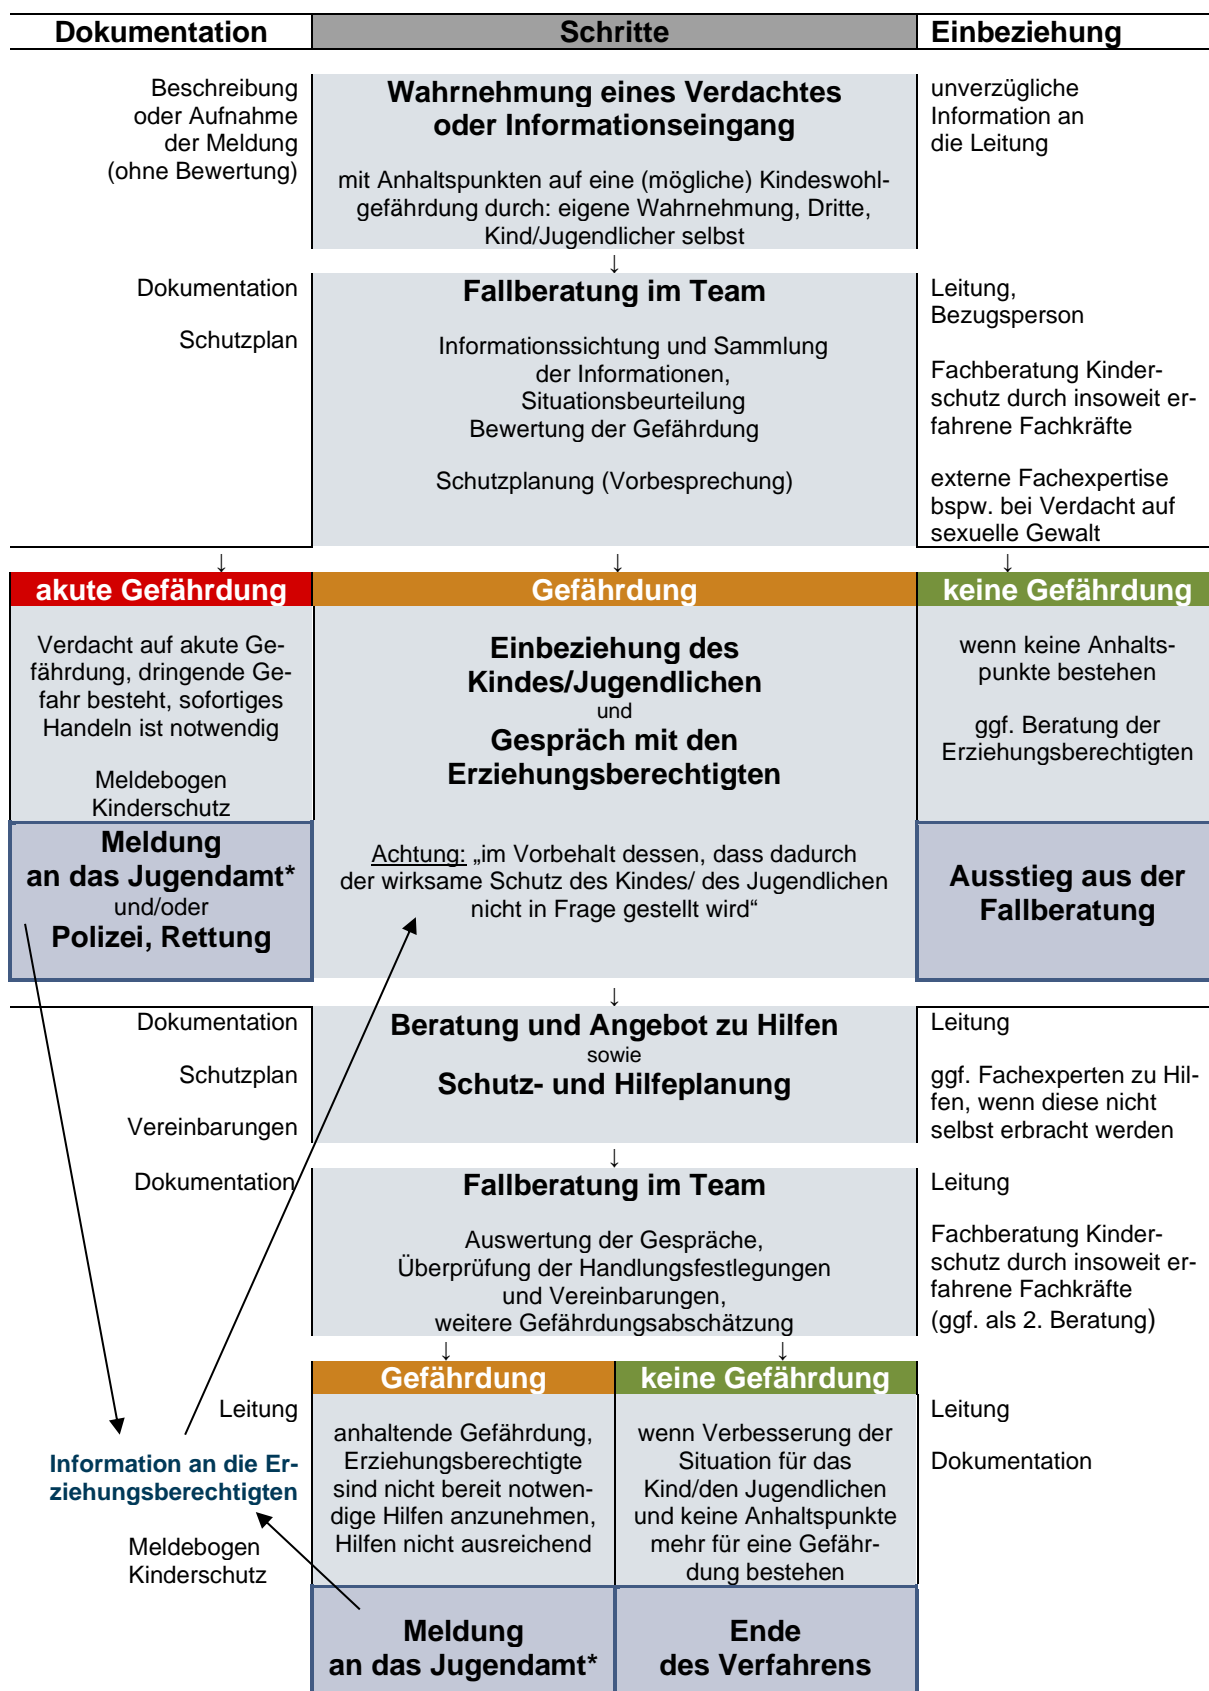 Dokumentation
Schritte
Einbeziehung
Beschreibung
oder Aufnahme
der Meldung
(ohne Bewertung)
Wahrnehmung eines Verdachtes
oder Informationseingang
mit Anhaltspunkten auf eine (mögliche) Kindeswohl-
gefährdung durch: eigene Wahrnehmung, Dritte,
Kind/Jugendlicher selbst
unverzügliche
Information an
die Leitung
↓
Dokumentation
Schutzplan
Fallberatung im Team
Informationssichtung und Sammlung
der Informationen,
Situationsbeurteilung
Bewertung der Gefährdung
Schutzplanung (Vorbesprechung)
Leitung,
Bezugsperson
Fachberatung Kinder-
schutz durch insoweit er-
fahrene Fachkräfte
externe Fachexpertise
bspw. bei Verdacht auf
sexuelle Gewalt
↓
↓
↓
akute Gefährdung
Gefährdung
keine Gefährdung
Verdacht auf akute Ge-
fährdung, dringende Ge-
fahr besteht, sofortiges
Handeln ist notwendig
Meldebogen
Kinderschutz
Meldung
an das Jugendamt*
und/oder
Polizei, Rettung
Einbeziehung des
Kindes/Jugendlichen
und
Gespräch mit den
Erziehungsberechtigten
Achtung: „im Vorbehalt dessen, dass dadurch
der wirksame Schutz des Kindes/ des Jugendlichen
nicht in Frage gestellt wird“
wenn keine Anhalts-
punkte bestehen
ggf. Beratung der
Erziehungsberechtigten
Ausstieg aus der
Fallberatung
↓
Dokumentation
Schutzplan
Vereinbarungen
Beratung und Angebot zu Hilfen
sowie
Schutz- und Hilfeplanung
Leitung
ggf. Fachexperten zu Hil-
fen, wenn diese nicht
selbst erbracht werden
↓
Dokumentation
Fallberatung im Team
Auswertung der Gespräche,
Überprüfung der Handlungsfestlegungen
und Vereinbarungen,
weitere Gefährdungsabschätzung
Leitung
Fachberatung Kinder-
schutz durch insoweit er-
fahrene Fachkräfte
(ggf. als 2. Beratung)
↓
↓
Gefährdung
keine Gefährdung
Leitung
Information an die Er-
ziehungsberechtigten
Meldebogen
Kinderschutz
anhaltende Gefährdung,
Erziehungsberechtigte
sind nicht bereit notwen-
dige Hilfen anzunehmen,
Hilfen nicht ausreichend
wenn Verbesserung der
Situation für das
Kind/den Jugendlichen
und keine Anhaltspunkte
mehr für eine Gefähr-
dung bestehen
Leitung
Dokumentation
Meldung
an das Jugendamt*
Ende
des Verfahrens